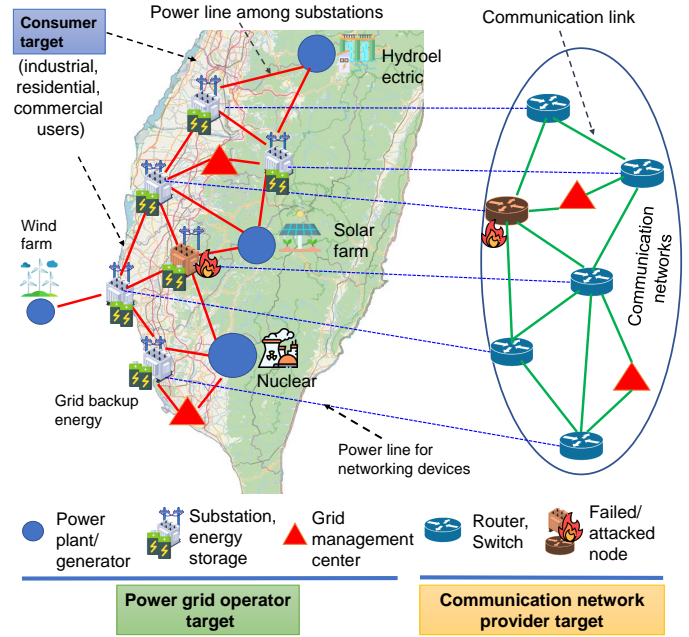 Power line among substations
Consumer
target
(industrial,
residential,
commercial
users)
Communication link
Hydroel
ectric
Wind
farm
Solar
farm
Communication
networks
Nuclear
Grid backup
energy
Power line for
networking devices
Power
plant/
generator
Substation,
energy
storage
Grid
management
center
Router,
Switch
Failed/
attacked
node
Power grid operator
target
Communication network
provider target